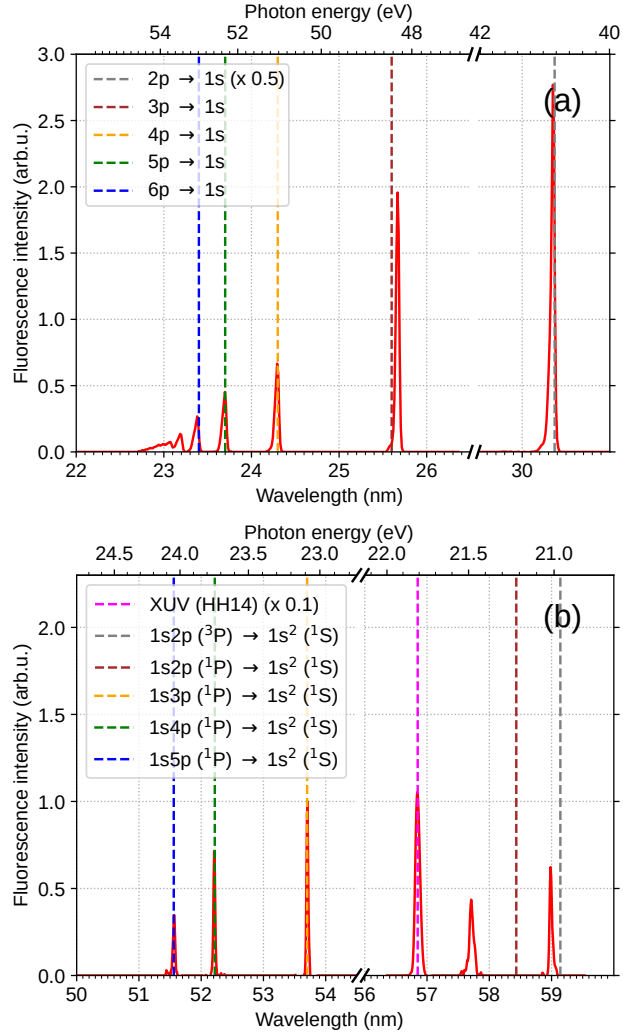 Photon energy (eV)
54 52 50 48 42 40
3.0
2.5
2.0
1.5
1.0
0.5
0.0
Fluorescence intensity (arb.u.)
2p → 1s (x 0.5)
3p → 1s
4p → 1s
5p → 1s
6p → 1s
(a)
22 23 24 25 26 30
Wavelength (nm)
Photon energy (eV)
24.5 24.0 23.5 23.0 22.0 21.5 21.0
2.0
1.5
1.0
0.5
0.0
Fluorescence intensity (arb.u.)
XUV (HH14) (x 0.1)
1s2p (³P) → 1s² (¹S)
1s2p (¹P) → 1s² (¹S)
1s3p (¹P) → 1s² (¹S)
1s4p (¹P) → 1s² (¹S)
1s5p (¹P) → 1s² (¹S)
(b)
50 51 52 53 54 56 57 58 59
Wavelength (nm)